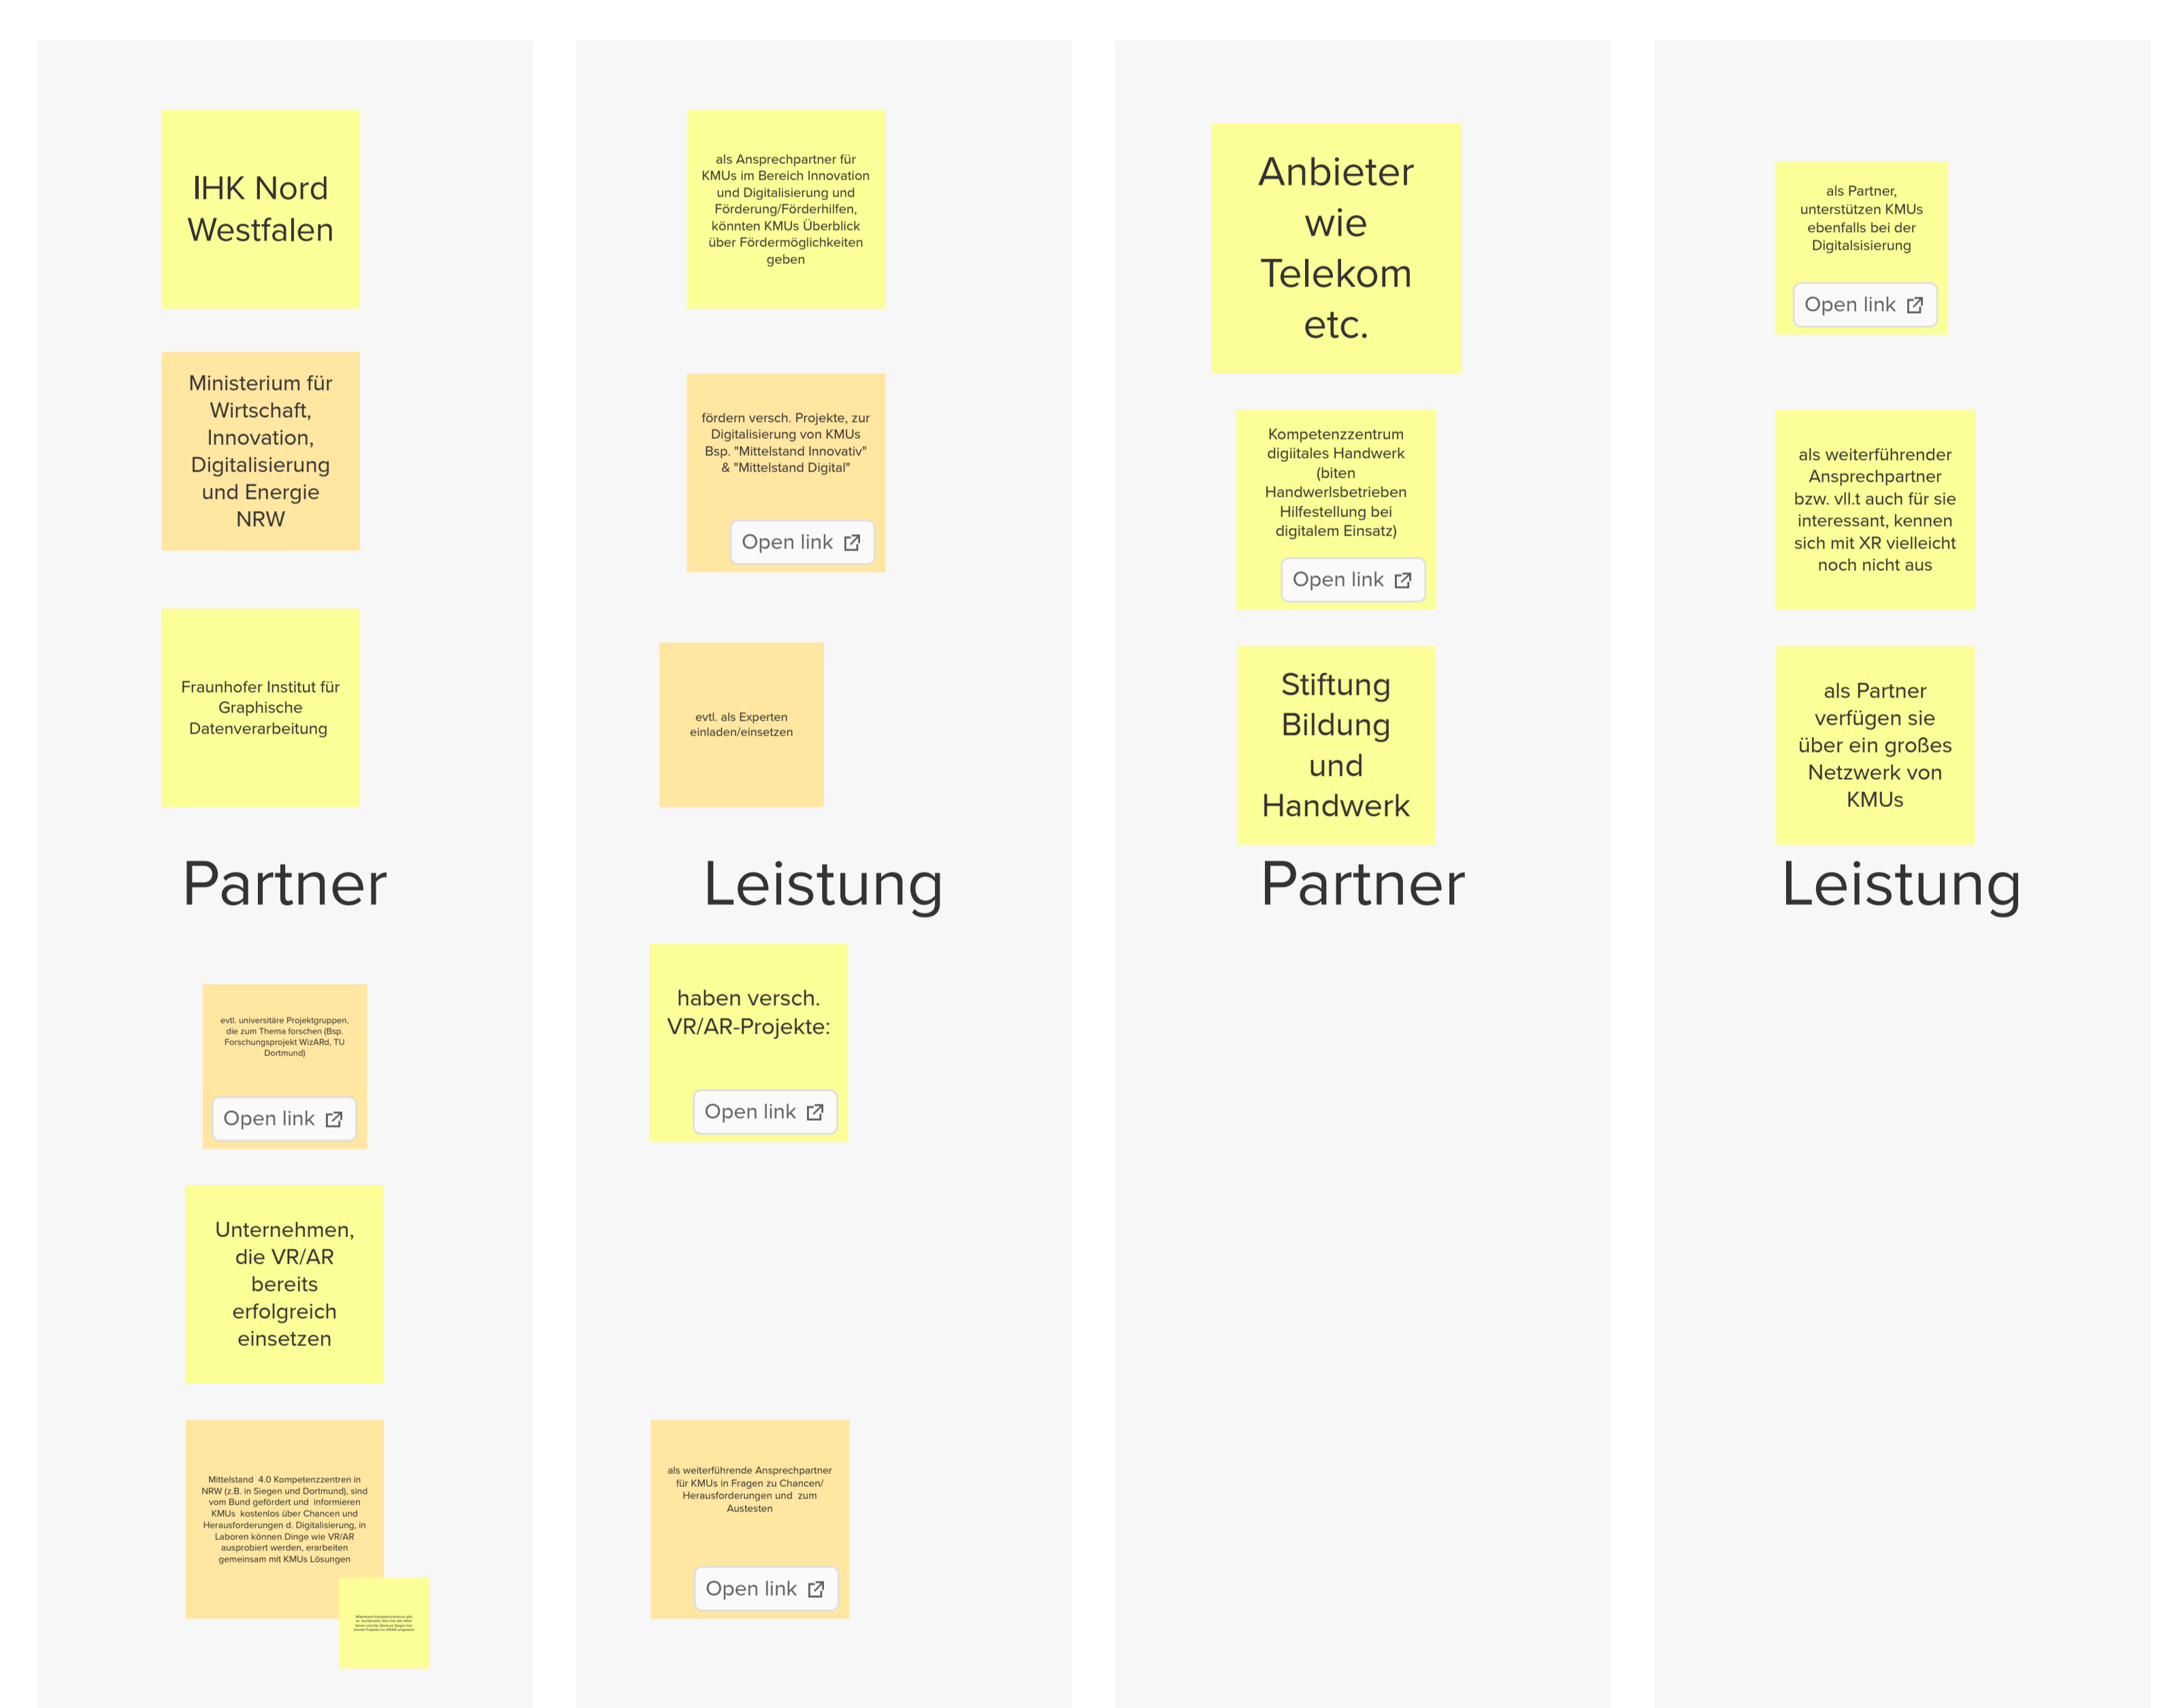 IHK Nord
Westfalen
Ministerium für
Wirtschaft,
Innovation,
Digitalisierung
und Energie
NRW
Fraunhofer Institut für
Graphische
Datenverarbeitung
Partner
evtl. universitäre Projektgruppen,
die zum Thema forschen (Bsp.
Forschungsprojekt WizARd, TU
Dortmund)
Open link
Unternehmen,
die VR/AR
bereits
erfolgreich
einsetzen
Mittelstand 4.0 Kompetenzzentren in
NRW (z.B. in Siegen und Dortmund), sind
vom Bund gefördert und informieren
KMUs kostenlos über Chancen und
Herausforderungen d. Digitalisierung, in
Laboren können Dinge wie VR/AR
ausprobiert werden, erarbeiten
gemeinsam mit KMUs Lösungen
als Ansprechpartner für
KMUs im Bereich Innovation
und Digitalisierung und
Förderung/Förderhilfen,
könnten KMUs Überblick
über Fördermöglichkeiten
geben
fördern versch. Projekte, zur
Digitalisierung von KMUs
Bsp. "Mittelstand Innovativ"
& "Mittelstand Digital"
Open link
evtl. als Experten
einladen/einsetzen
Leistung
haben versch.
VR/AR-Projekte:
Open link
als weiterführende Ansprechpartner
für KMUs in Fragen zu Chancen/
Herausforderungen und zum
Austesten
Open link
Anbieter
wie
Telekom
etc.
Kompetenzzentrum
digiitales Handwerk
(biten
Handwerlsbetrieben
Hilfestellung bei
digitalem Einsatz)
Open link
Stiftung
Bildung
und
Handwerk
Partner
als Partner,
unterstützen KMUs
ebenfalls bei der
Digitalsisierung
Open link
als weiterführender
Ansprechpartner
bzw. vll.t auch für sie
interessant, kennen
sich mit XR vielleicht
noch nicht aus
als Partner
verfügen sie
über ein großes
Netzwerk von
KMUs
Leistung